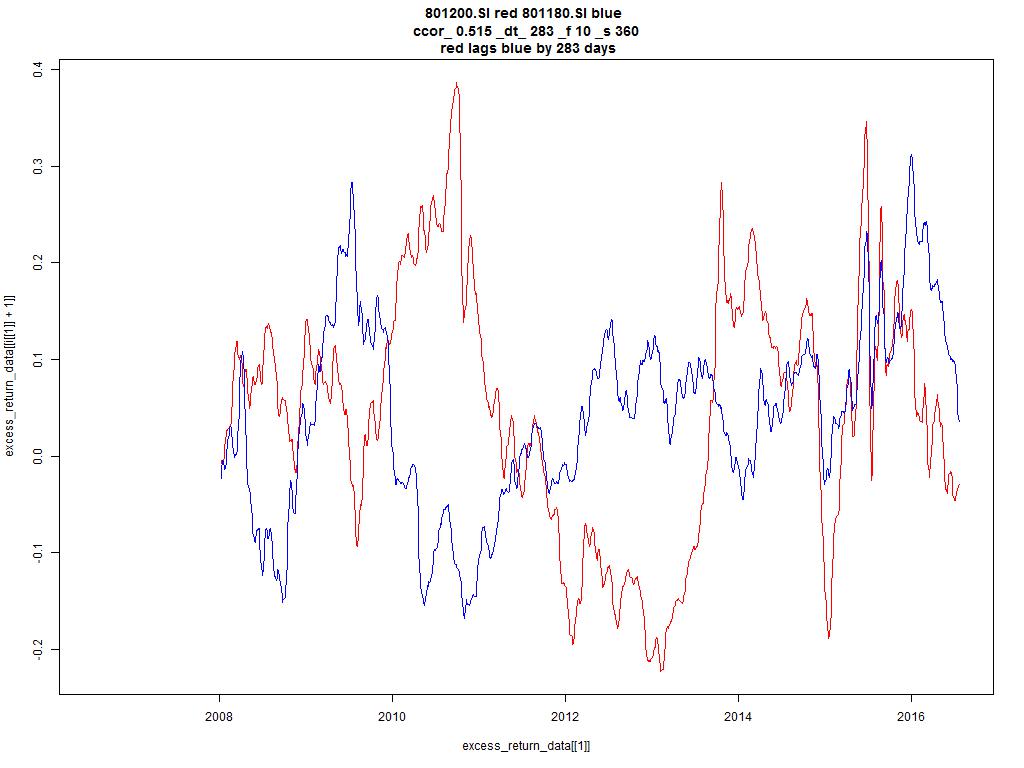 801200.SI red 801180.SI blue
ccor_ 0.515 _dt_ 283 _f 10 _s 360
red lags blue by 283 days
0.4
0.3
0.2
0.1
0.0
-0.1
-0.2
excess_return_data[[i[[1]] + 1]]
2008 2010 2012 2014 2016
excess_return_data[[1]]